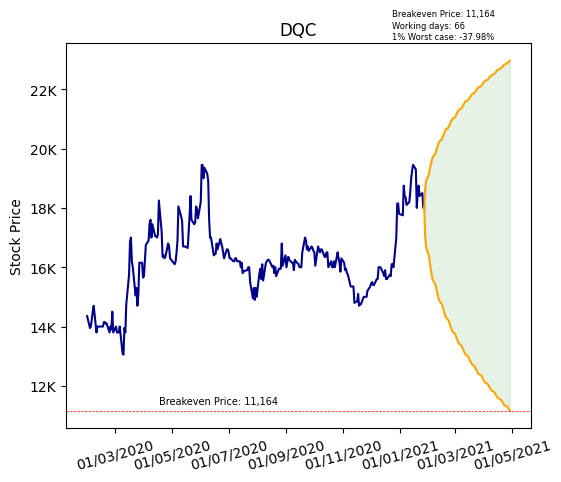 Breakeven Price: 11,164
Working days: 66
1% Worst case: -37.98%
DQC
Stock Price
22K
20K
18K
16K
14K
12K
Breakeven Price: 11,164
01/03/2020
01/05/2020
01/07/2020
01/09/2020
01/11/2020
01/01/2021
01/03/2021
01/05/2021